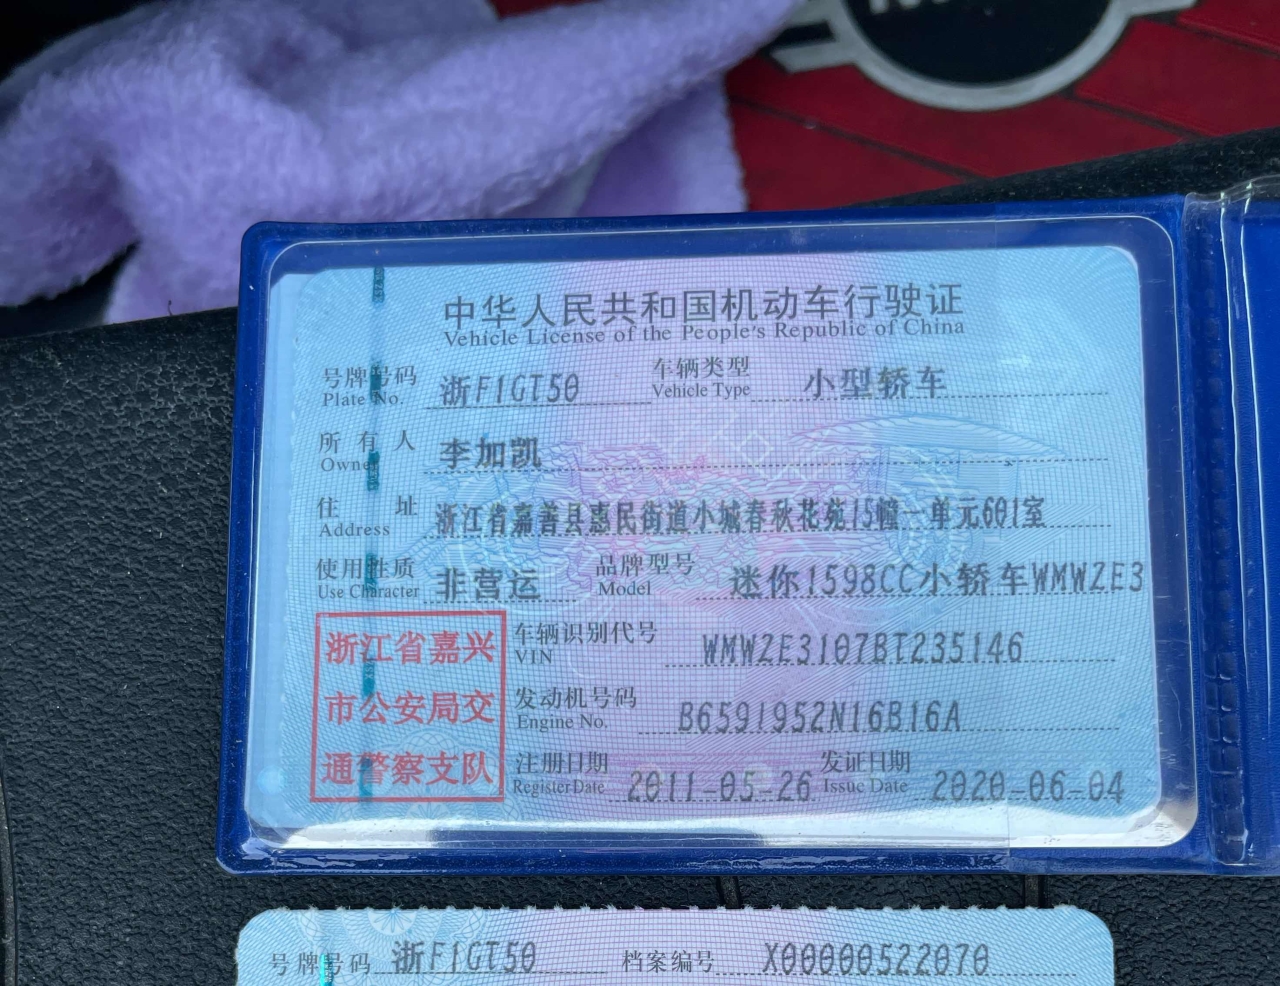 中华人民共和国机动车行驶证
Vehicle License of the People's Republic of China
号牌号码 浙F1GT50 车辆类型 小型轿车
Plate No. Vehicle Type
所有人 李加凯
Owner
住址 浙江省嘉善县惠民街道小城春秋花苑15幢一单元601室
Address
使用性质 非营运 品牌型号 迷你1598CC小轿车WMWZE3
Use Character Model
浙江省嘉兴
市公安局交
通警察支队
车辆识别代号 WMWZE3107BT235146
VIN
发动机号码 B6591952N16B16A
Engine No.
注册日期 2011-05-26 发证日期 2020-06-04
Register Date Issue Date
号牌号码 浙F1GT50 档案编号 X00000522070